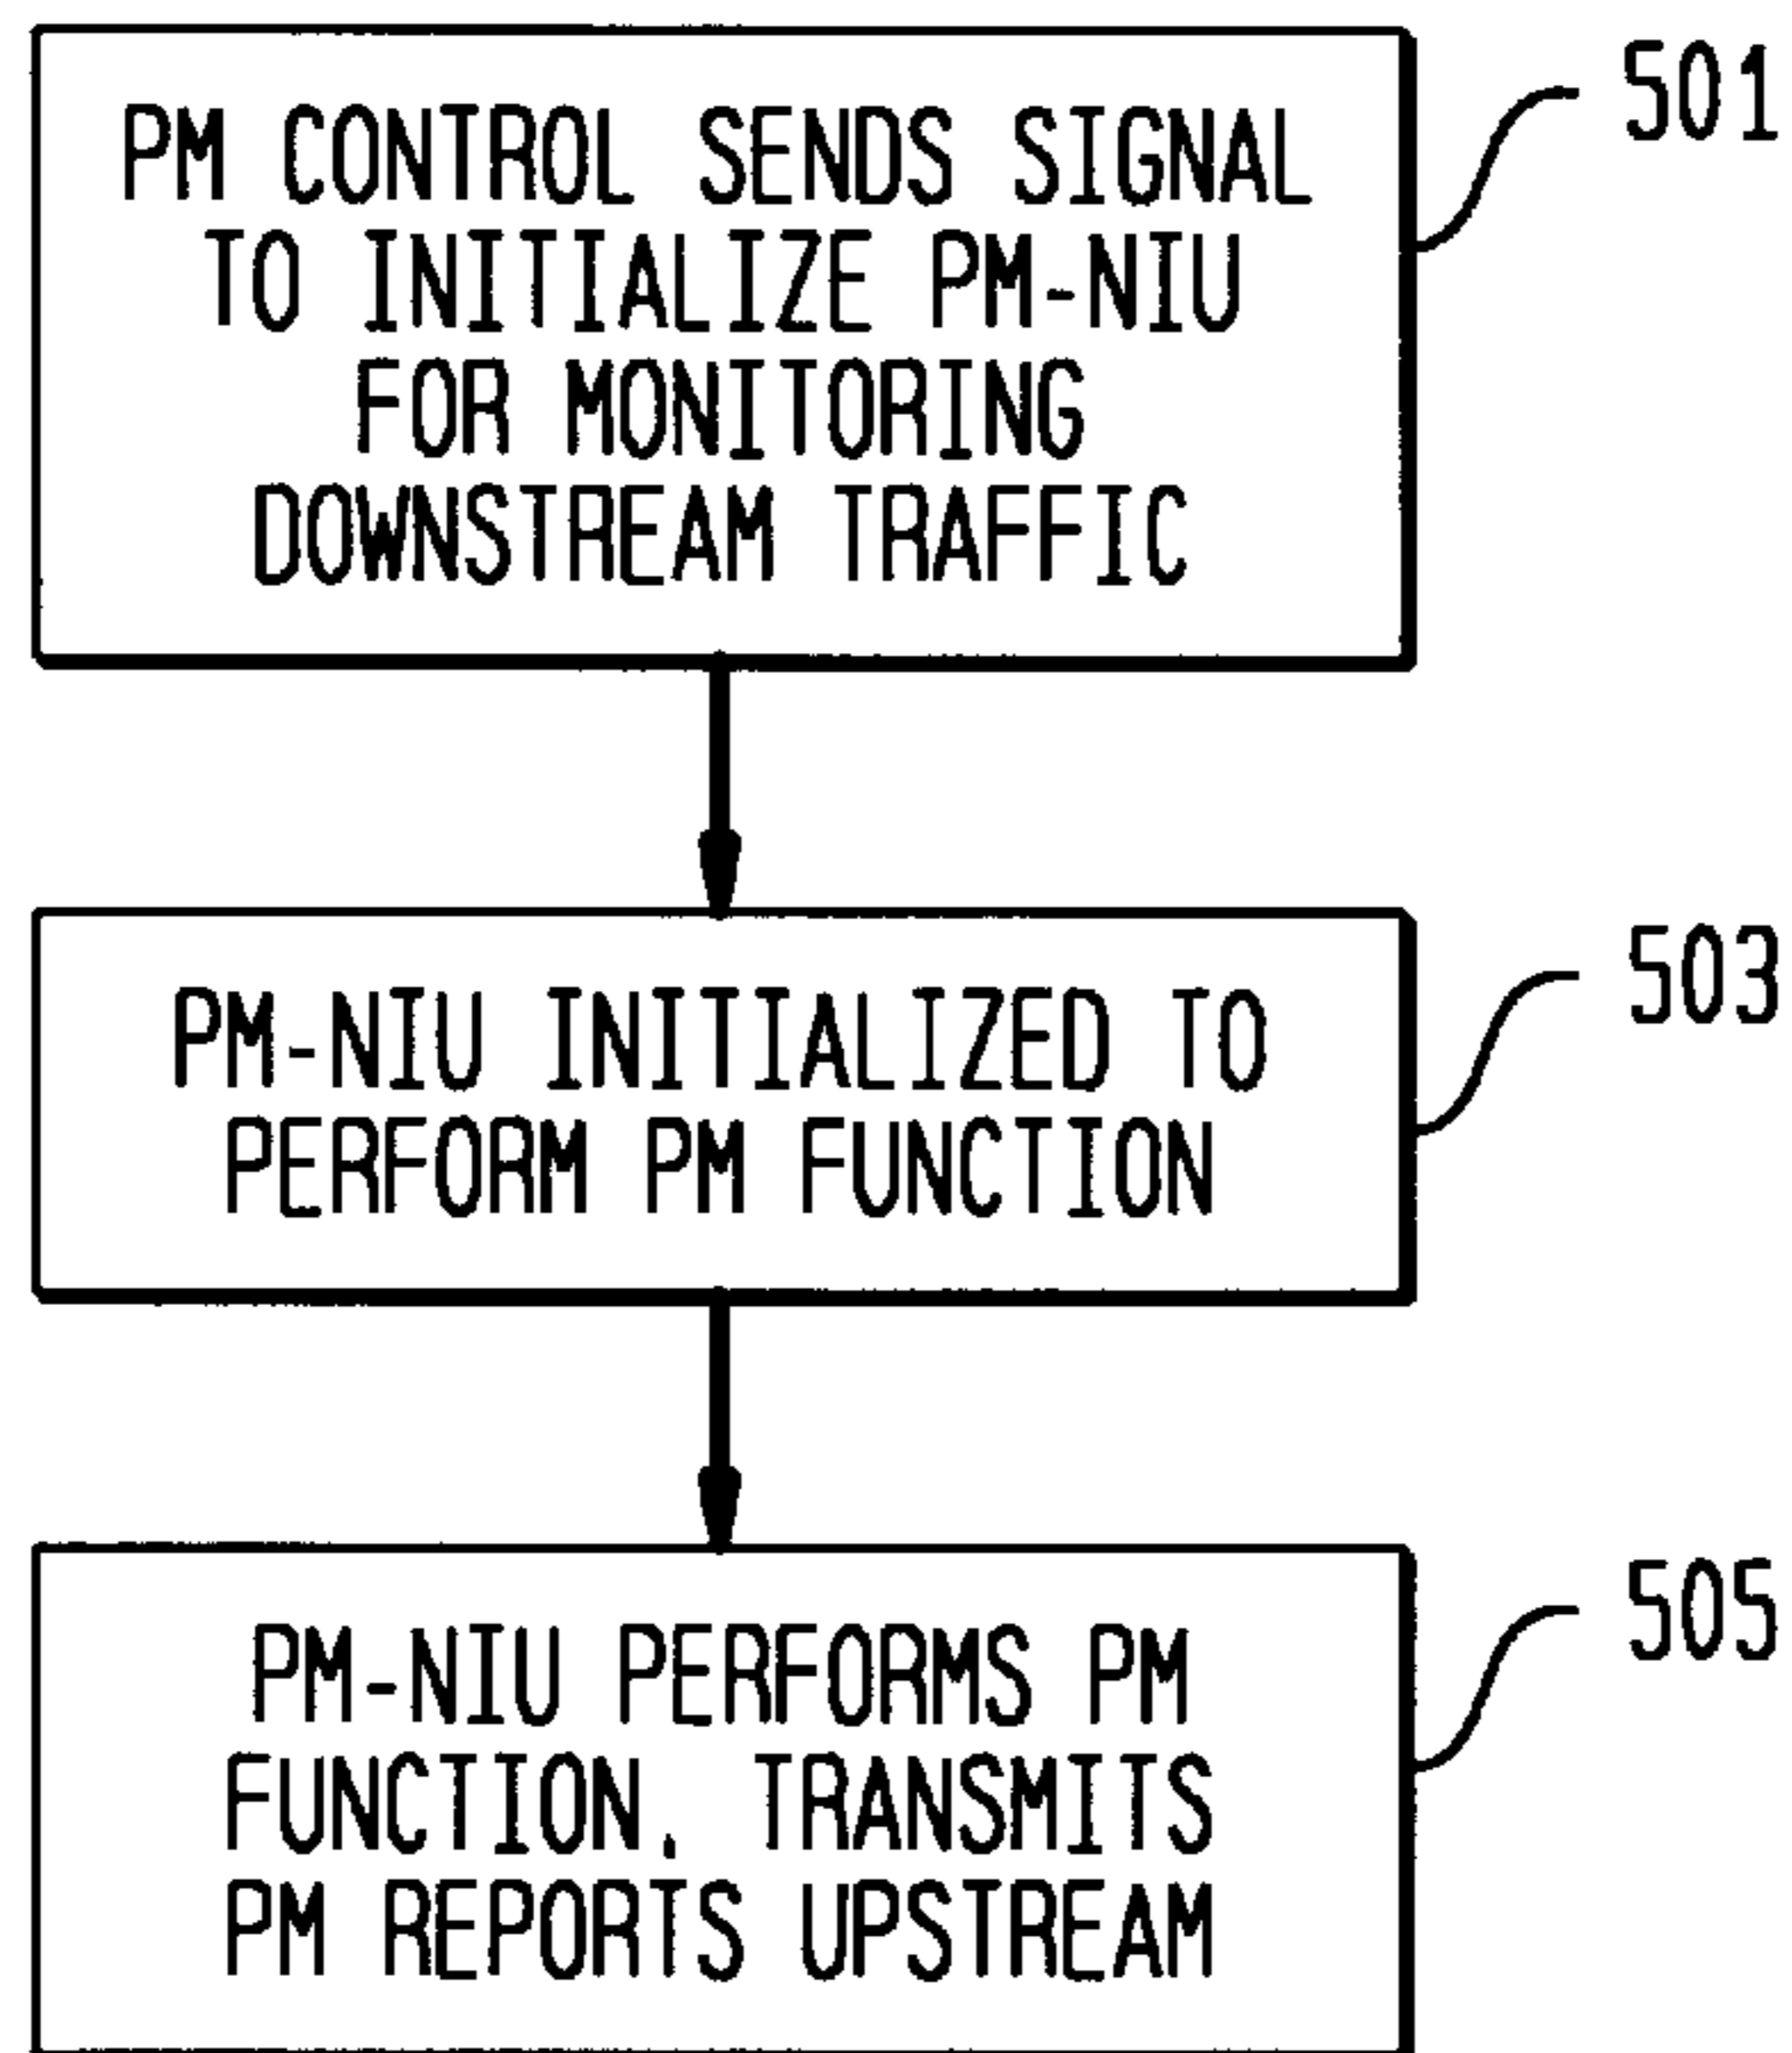 PM CONTROL SENDS SIGNAL
TO INITIALIZE PM-NIU
FOR MONITORING
DOWNSTREAM TRAFFIC
501
PM-NIU INITIALIZED TO
PERFORM PM FUNCTION
503
PM-NIU PERFORMS PM
FUNCTION, TRANSMITS
PM REPORTS UPSTREAM
505